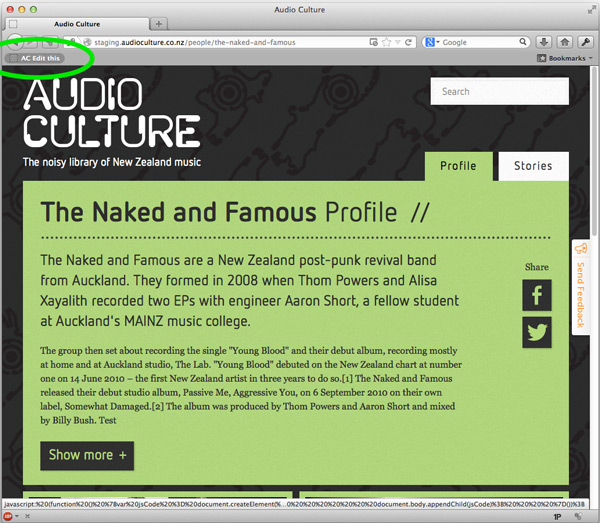 Audio Culture
Audio Culture
staging.audioculture.co.nz/people/the-naked-and-famous
Google
AC Edit this
Bookmarks
AUDIO
CULTURE
The noisy library of New Zealand music
Search
Profile
Stories
The Naked and Famous Profile //
The Naked and Famous are a New Zealand post-punk revival band
from Auckland. They formed in 2008 when Thom Powers and Alisa
Xayalith recorded two EPs with engineer Aaron Short, a fellow student
at Auckland's MAINZ music college.
Share
Send Feedback
The group then set about recording the single "Young Blood" and their debut album, recording mostly
at home and at Auckland studio, The Lab. "Young Blood" debuted on the New Zealand chart at number
one on 14 June 2010 – the first New Zealand artist in three years to do so.[1] The Naked and Famous
released their debut studio album, Passive Me, Aggressive You, on 6 September 2010 on their own
label, Somewhat Damaged.[2] The album was produced by Thom Powers and Aaron Short and mixed
by Billy Bush. Test
Show more +
javascript:%20(function%20()%20%78var%20jsCode%20%3D%20document.createElement(%...0%20%20%20%20%20%20%20document.body.appendChild(jsCode)%3B%20%20%20%20%7D())%3B
ABP
1P